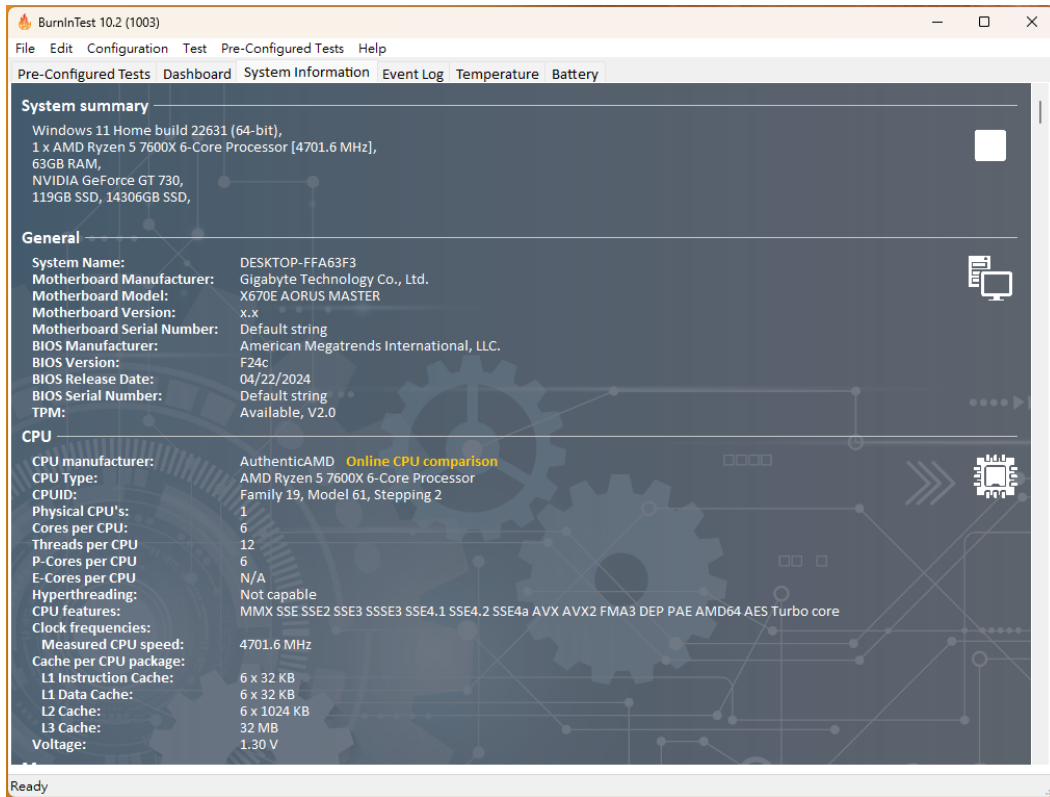 BurnInTest 10.2 (1003)
File Edit Configuration Test Pre-Configured Tests Help
Pre-Configured Tests Dashboard System Information Event Log Temperature Battery
System summary
Windows 11 Home build 22631 (64-bit),
1 x AMD Ryzen 5 7600X 6-Core Processor [4701.6 MHz],
63GB RAM,
NVIDIA GeForce GT 730,
119GB SSD, 14306GB SSD,
General
System Name: DESKTOP-FFA63F3
Motherboard Manufacturer: Gigabyte Technology Co., Ltd.
Motherboard Model: X670E AORUS MASTER
Motherboard Version: x.x
Motherboard Serial Number: Default string
BIOS Manufacturer: American Megatrends International, LLC.
BIOS Version: F24c
BIOS Release Date: 04/22/2024
BIOS Serial Number: Default string
TPM: Available, V2.0
CPU
CPU manufacturer: AuthenticAMD Online CPU comparison
CPU Type: AMD Ryzen 5 7600X 6-Core Processor
CPUID: Family 19, Model 61, Stepping 2
Physical CPU's: 1
Cores per CPU: 6
Threads per CPU 12
P-Cores per CPU 6
E-Cores per CPU N/A
Hyperthreading: Not capable
CPU features: MMX SSE SSE2 SSE3 SSSE3 SSE4.1 SSE4.2 SSE4a AVX AVX2 FMA3 DEP PAE AMD64 AES Turbo core
Clock frequencies:
Measured CPU speed: 4701.6 MHz
Cache per CPU package:
L1 Instruction Cache: 6 x 32 KB
L1 Data Cache: 6 x 32 KB
L2 Cache: 6 x 1024 KB
L3 Cache: 32 MB
Voltage: 1.30 V
Ready